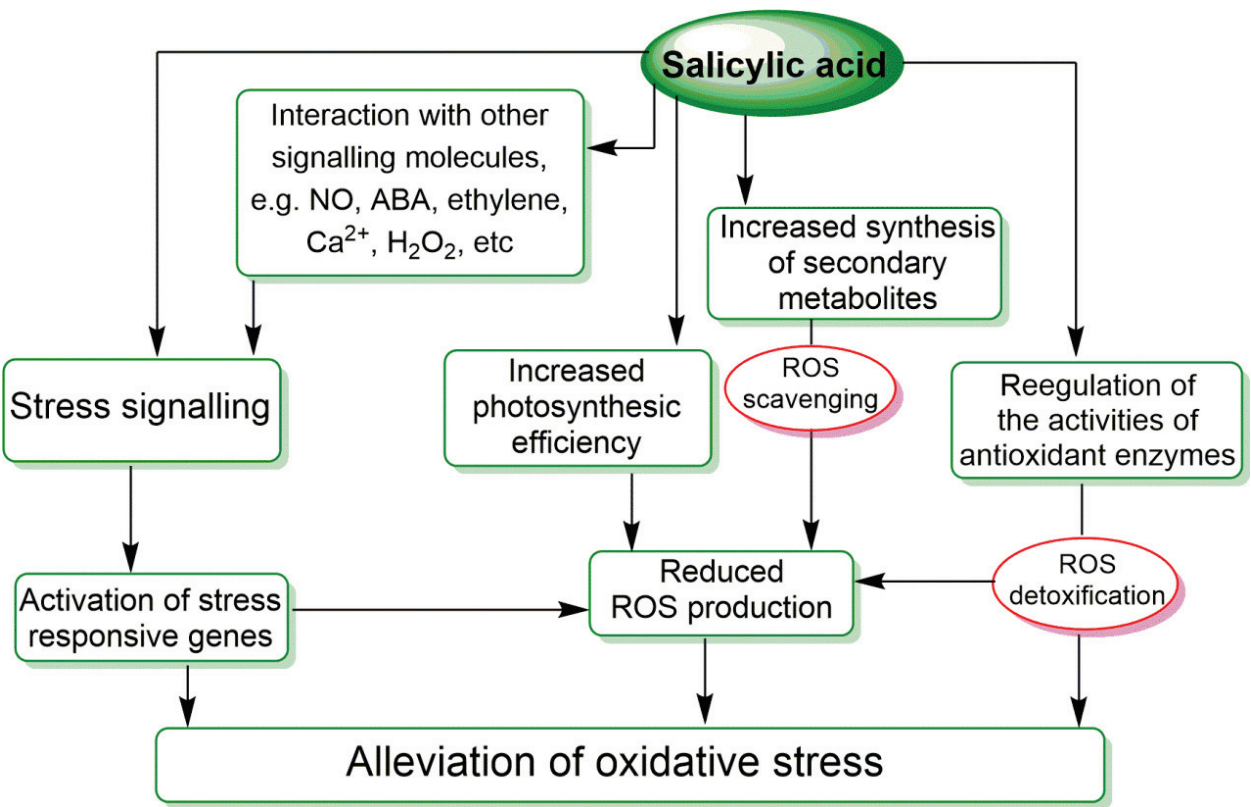 Salicylic acid
Interaction with other
signalling molecules,
e.g. NO, ABA, ethylene,
Ca²⁺, H₂O₂, etc
Increased synthesis
of secondary
metabolites
Stress signalling
Increased
photosynthesic
efficiency
ROS
scavenging
Reegulation of
the activities of
antioxidant enzymes
Activation of stress
responsive genes
Reduced
ROS production
ROS
detoxification
Alleviation of oxidative stress